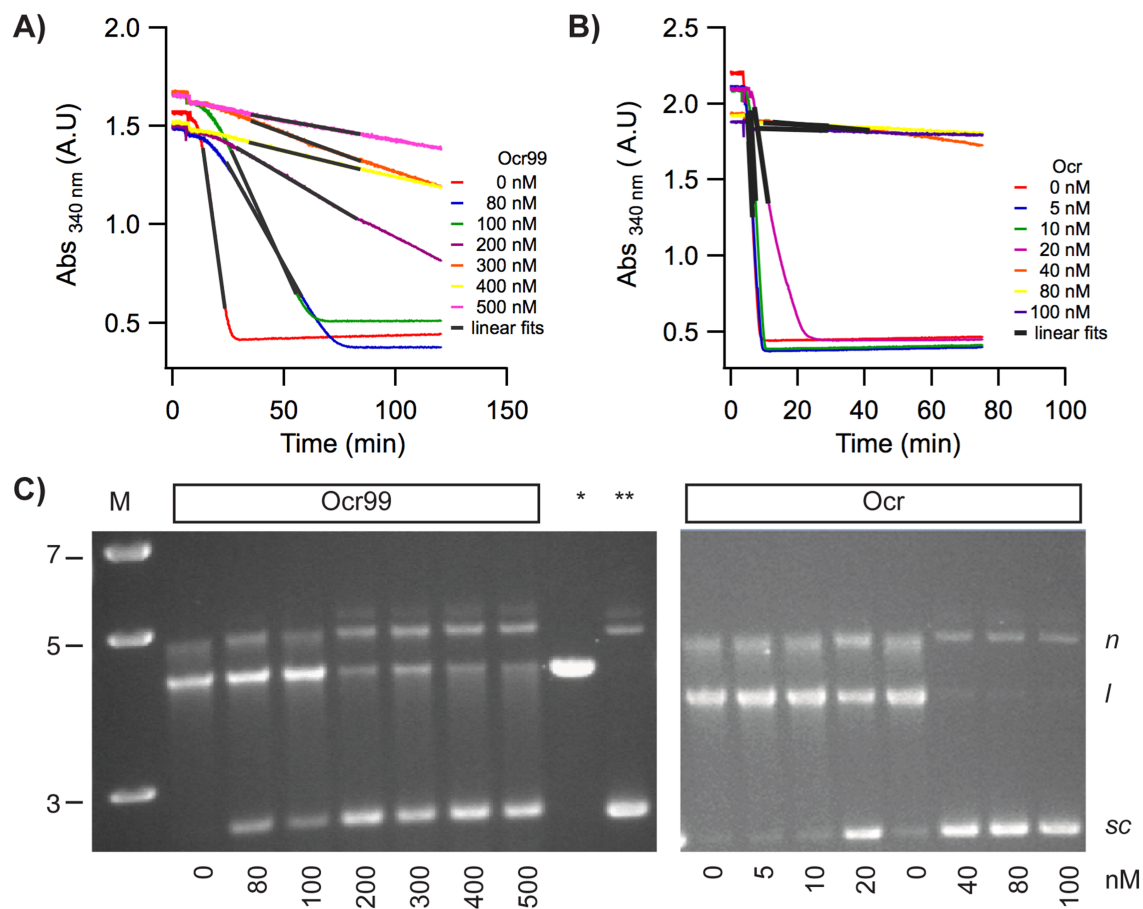 A)
2.0
1.5
1.0
0.5
Abs 340 nm (A.U)
0 50 100 150
Time (min)
Ocr99
0 nM
80 nM
100 nM
200 nM
300 nM
400 nM
500 nM
linear fits
B)
2.5
2.0
1.5
1.0
0.5
Abs 340 nm ( A.U)
0 20 40 60 80 100
Time (min)
Ocr
0 nM
5 nM
10 nM
20 nM
40 nM
80 nM
100 nM
linear fits
C)
M Ocr99 * ** Ocr
7
5
3
n
l
sc
0 80 100 200 300 400 500 0 5 10 20 0 40 80 100 nM